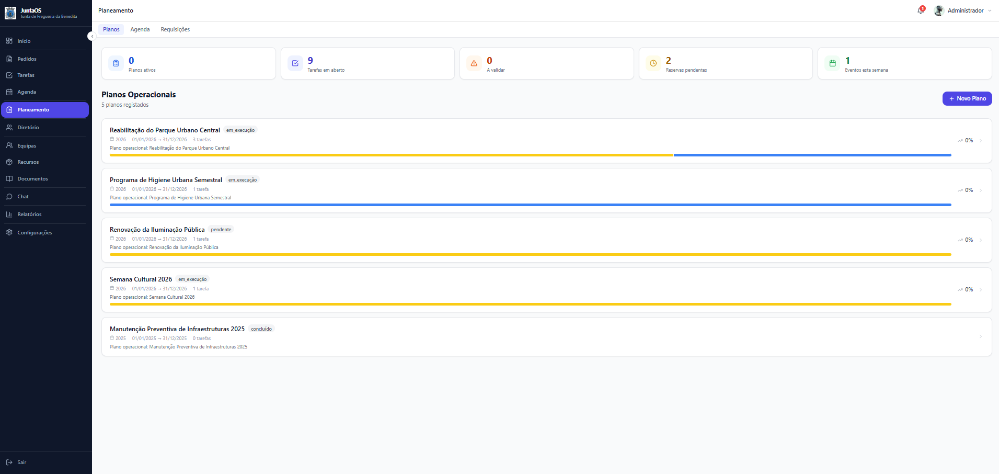 JuntaOS
Junta de Freguesia da Benedita
Início
Pedidos
Tarefas
Agenda
Planeamento
Diretório
Equipas
Recursos
Documentos
Chat
Relatórios
Configurações
Sair
Planeamento
1
Administrador
Planos
Agenda
Requisições
0
Planos ativos
9
Tarefas em aberto
0
A validar
2
Reservas pendentes
1
Eventos esta semana
Planos Operacionais
5 planos registados
+ Novo Plano
Reabilitação do Parque Urbano Central em_execução
2026 01/01/2026 → 31/12/2026 3 tarefas
Plano operacional: Reabilitação do Parque Urbano Central
0%
Programa de Higiene Urbana Semestral em_execução
2026 01/01/2026 → 31/12/2026 1 tarefa
Plano operacional: Programa de Higiene Urbana Semestral
0%
Renovação da Iluminação Pública pendente
2026 01/01/2026 → 31/12/2026 1 tarefa
Plano operacional: Renovação da Iluminação Pública
0%
Semana Cultural 2026 em_execução
2026 01/01/2026 → 31/12/2026 1 tarefa
Plano operacional: Semana Cultural 2026
0%
Manutenção Preventiva de Infraestruturas 2025 concluído
2025 01/01/2025 → 31/12/2025 0 tarefas
Plano operacional: Manutenção Preventiva de Infraestruturas 2025